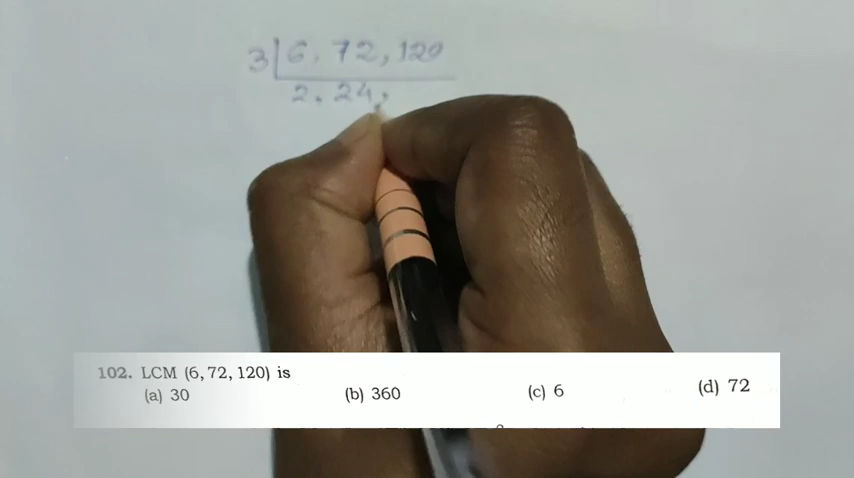 3 6, 72, 120
2, 24,
102. LCM (6, 72, 120) is
(a) 30 (b) 360 (c) 6 (d) 72